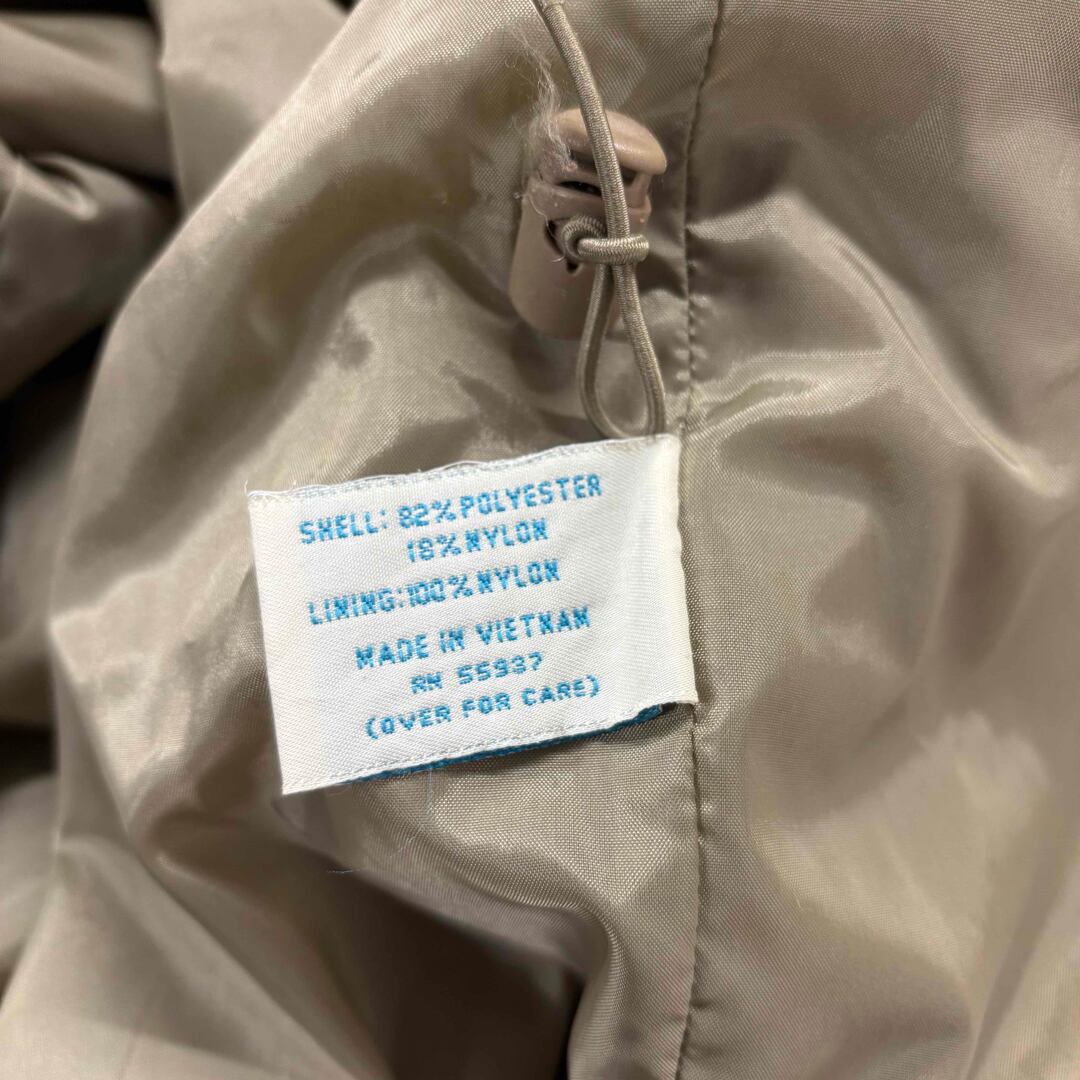 SHELL: 82% POLYESTER
18% NYLON
LINING: 100% NYLON
MADE IN VIETNAM
RN 55937
(OVER FOR CARE)